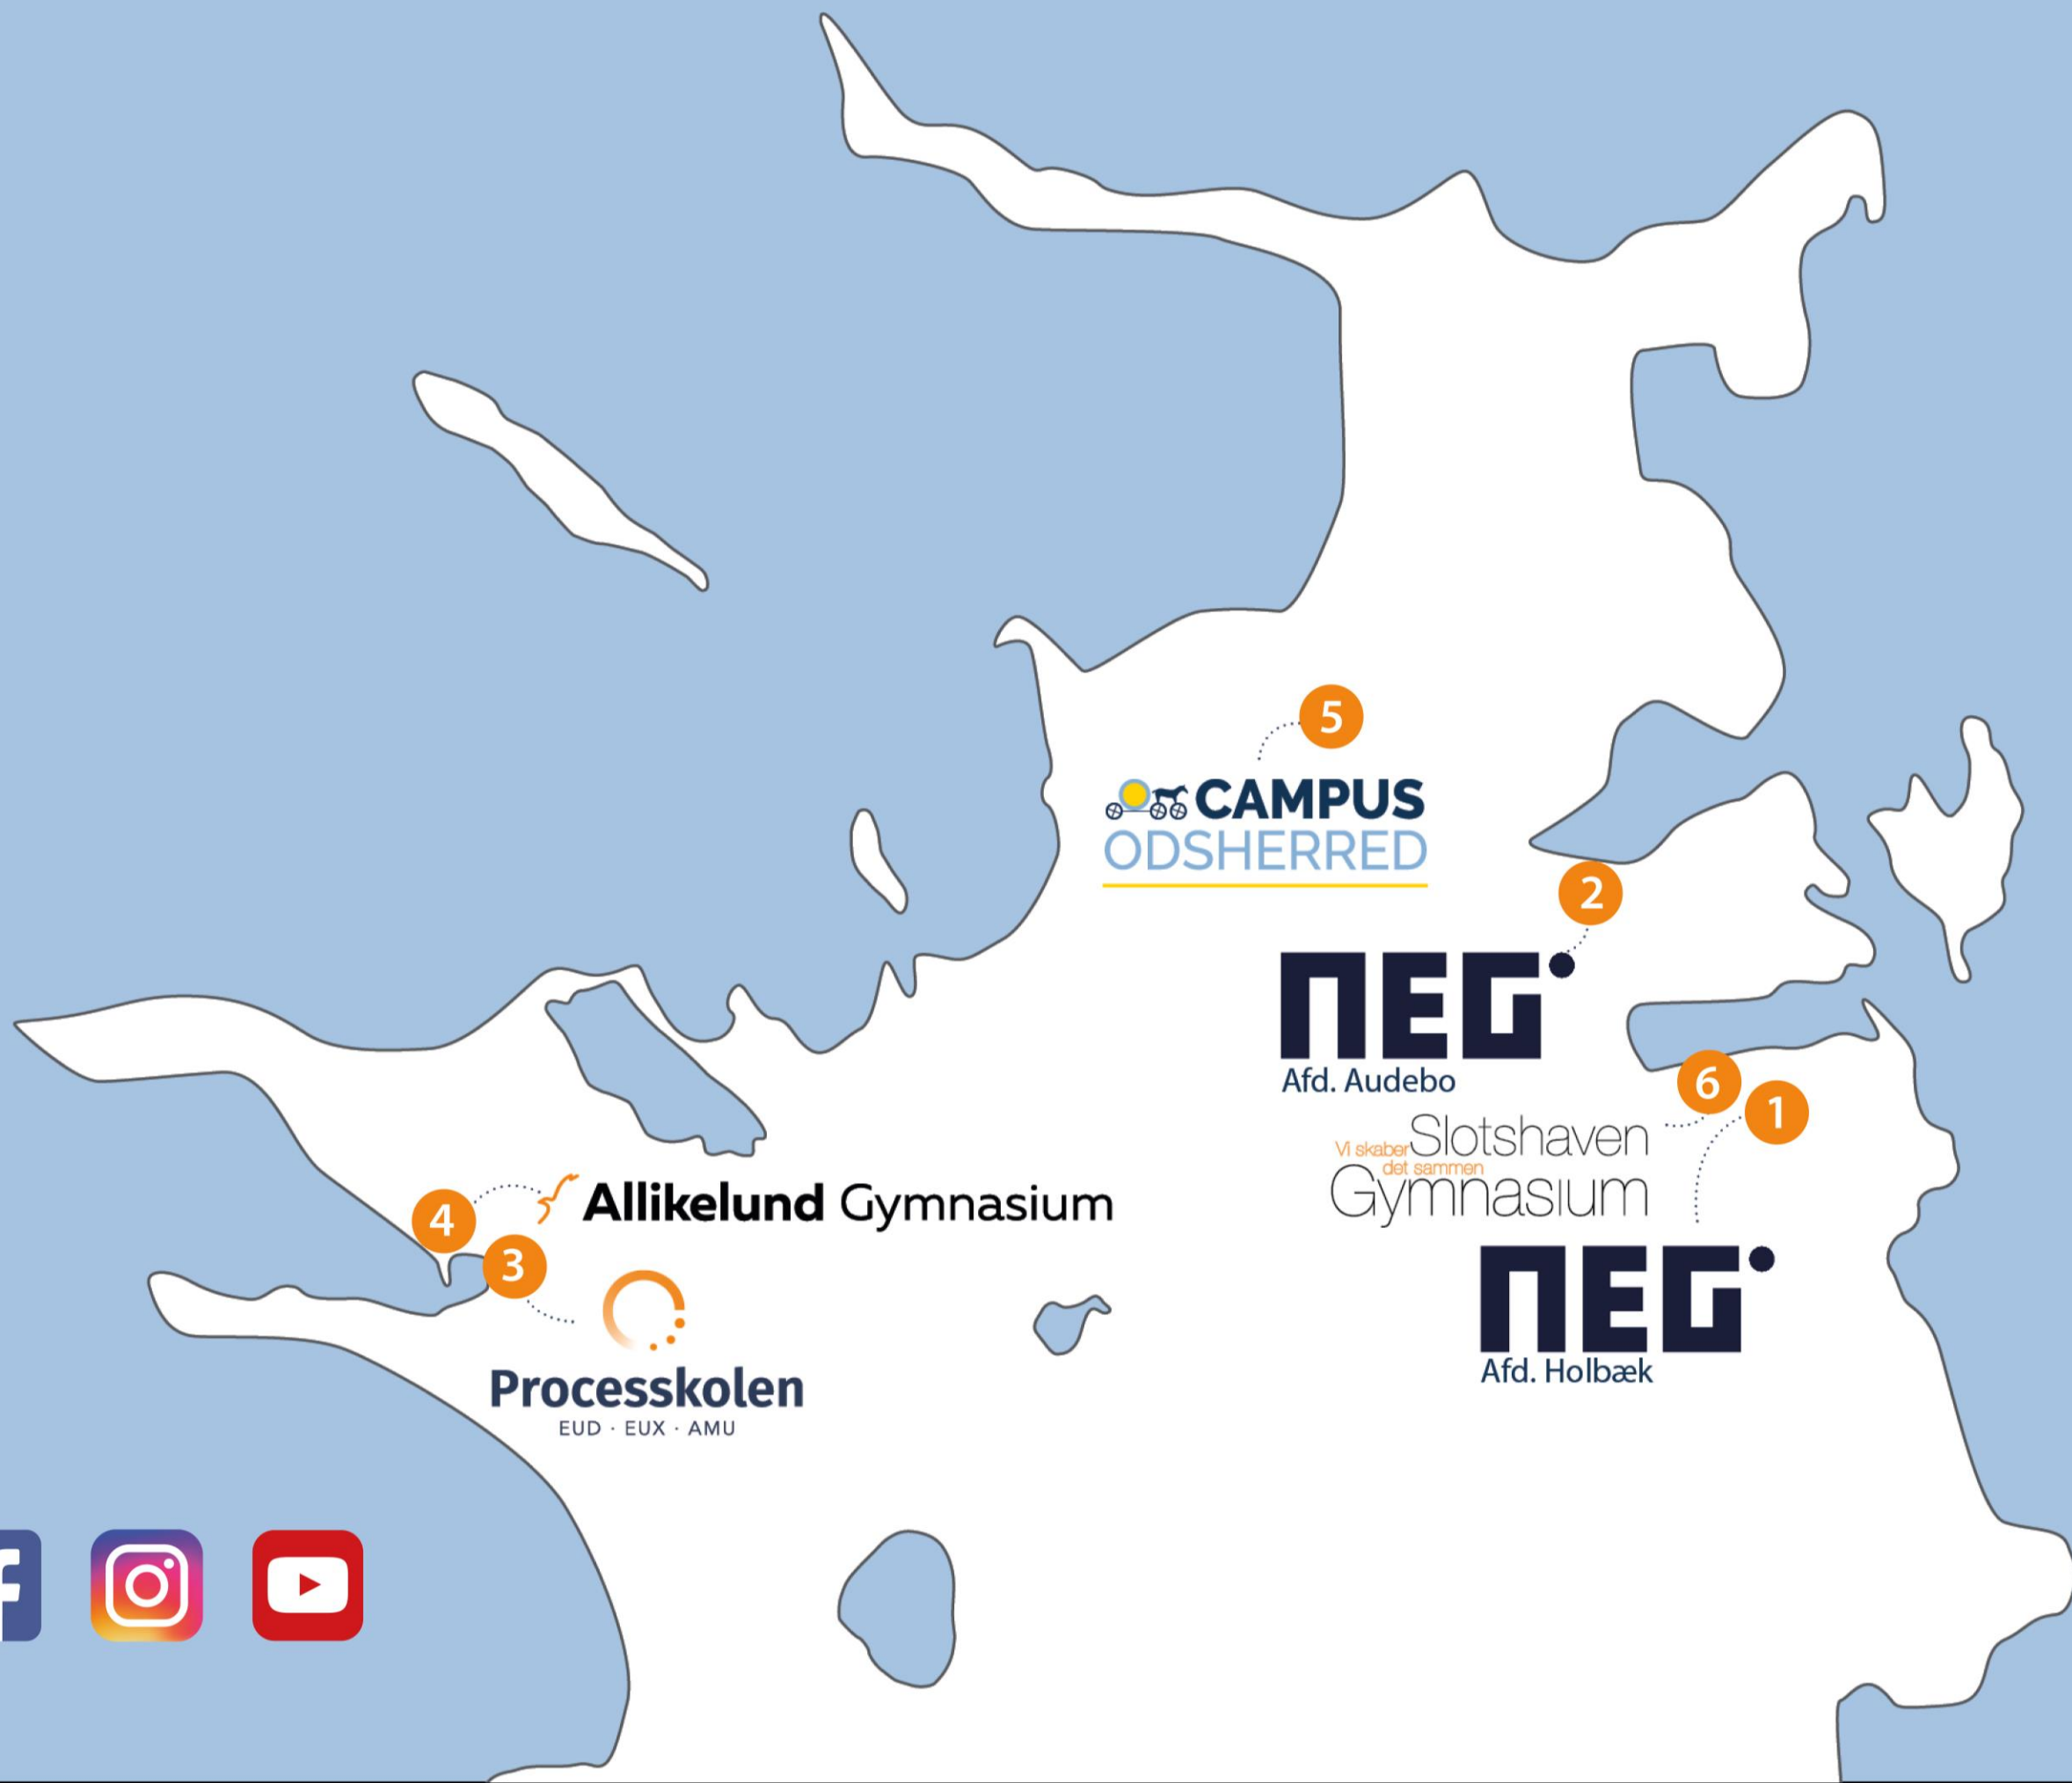 5
CAMPUS
ODSHERRED
2
NEG
Afd. Audebo
6
1
Slotshaven
Vi skaber
det sammen
Gymnasium
4
Allikelund Gymnasium
3
NEG
Afd. Holbæk
Processkolen
EUD · EUX · AMU
f